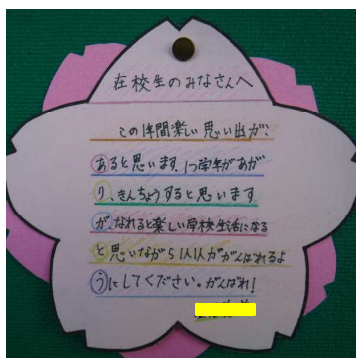 在校生のみなさんへ
この1年間楽しい思い出が、
あると思います。1つ学年があが
り、きんちょうすると思います
が、なれると楽しい学校生活になる
と思いながら1人1人ががんばれるよ
うにしてください。がんばれ!